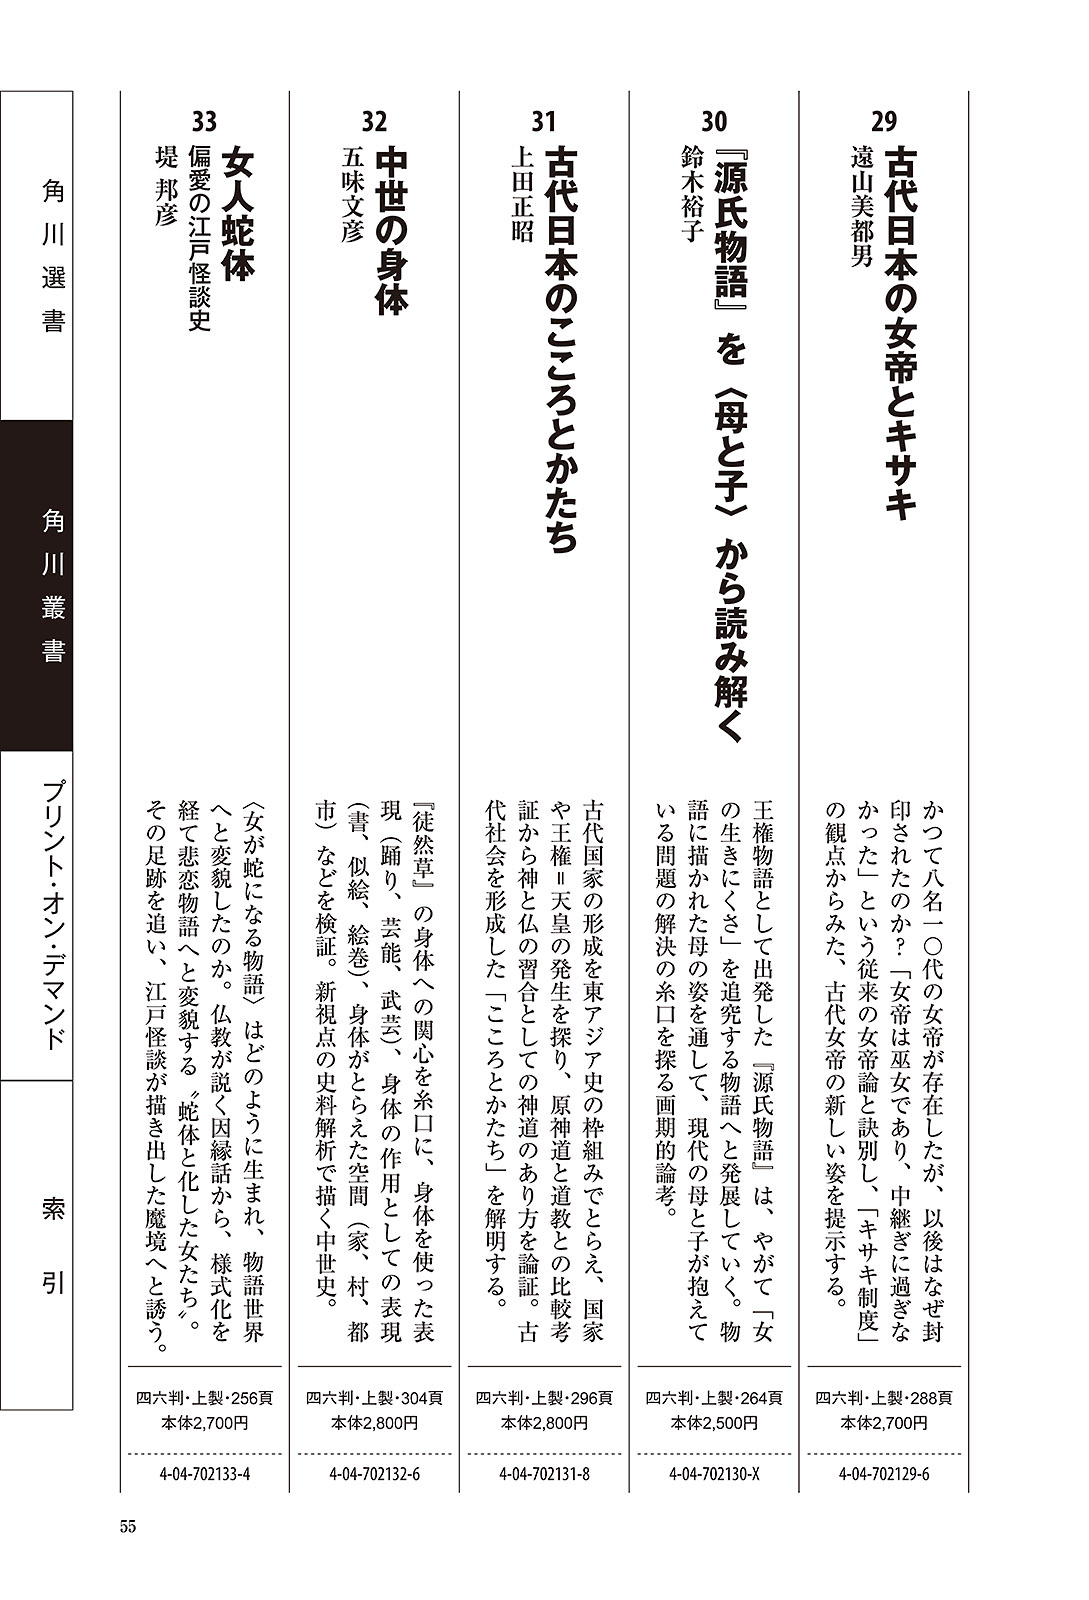 29
古代日本の女帝とキサキ
遠山美都男
かつて八名一〇代の女帝が存在したが、以後はなぜ封
印されたのか?「女帝は巫女であり、中継ぎに過ぎな
かった」という従来の女帝論と訣別し、「キサキ制度」
の観点からみた、古代女帝の新しい姿を提示する。
四六判・上製・288頁
本体2,700円
4-04-702129-6
30
『源氏物語』を〈母と子〉から読み解く
鈴木裕子
王権物語として出発した『源氏物語』は、やがて「女
の生きにくさ」を追究する物語へと発展していく。物
語に描かれた母の姿を通して、現代の母と子が抱えて
いる問題の解決の糸口を探る画期的論考。
四六判・上製・264頁
本体2,500円
4-04-702130-X
31
古代日本のこころとかたち
上田正昭
古代国家の形成を東アジア史の枠組みでとらえ、国家
や王権＝天皇の発生を探り、原神道と道教との比較考
証から神と仏の習合としての神道のあり方を論証。古
代社会を形成した「こころとかたち」を解明する。
四六判・上製・296頁
本体2,800円
4-04-702131-8
32
中世の身体
五味文彦
『徒然草』の身体への関心を糸口に、身体を使った表
現（踊り、芸能、武芸）、身体の作用としての表現
（書、似絵、絵巻）、身体がとらえた空間（家、村、都
市）などを検証。新視点の史料解析で描く中世史。
四六判・上製・304頁
本体2,800円
4-04-702132-6
33
女人蛇体
偏愛の江戸怪談史
堤 邦彦
〈女が蛇になる物語〉はどのように生まれ、物語世界
へと変貌したのか。仏教が説く因縁話から、様式化を
経て悲恋物語へと変貌する〝蛇体と化した女たち〟。
その足跡を追い、江戸怪談が描き出した魔境へと誘う。
四六判・上製・256頁
本体2,700円
4-04-702133-4
角川選書
角川叢書
プリント・オン・デマンド
索引
55